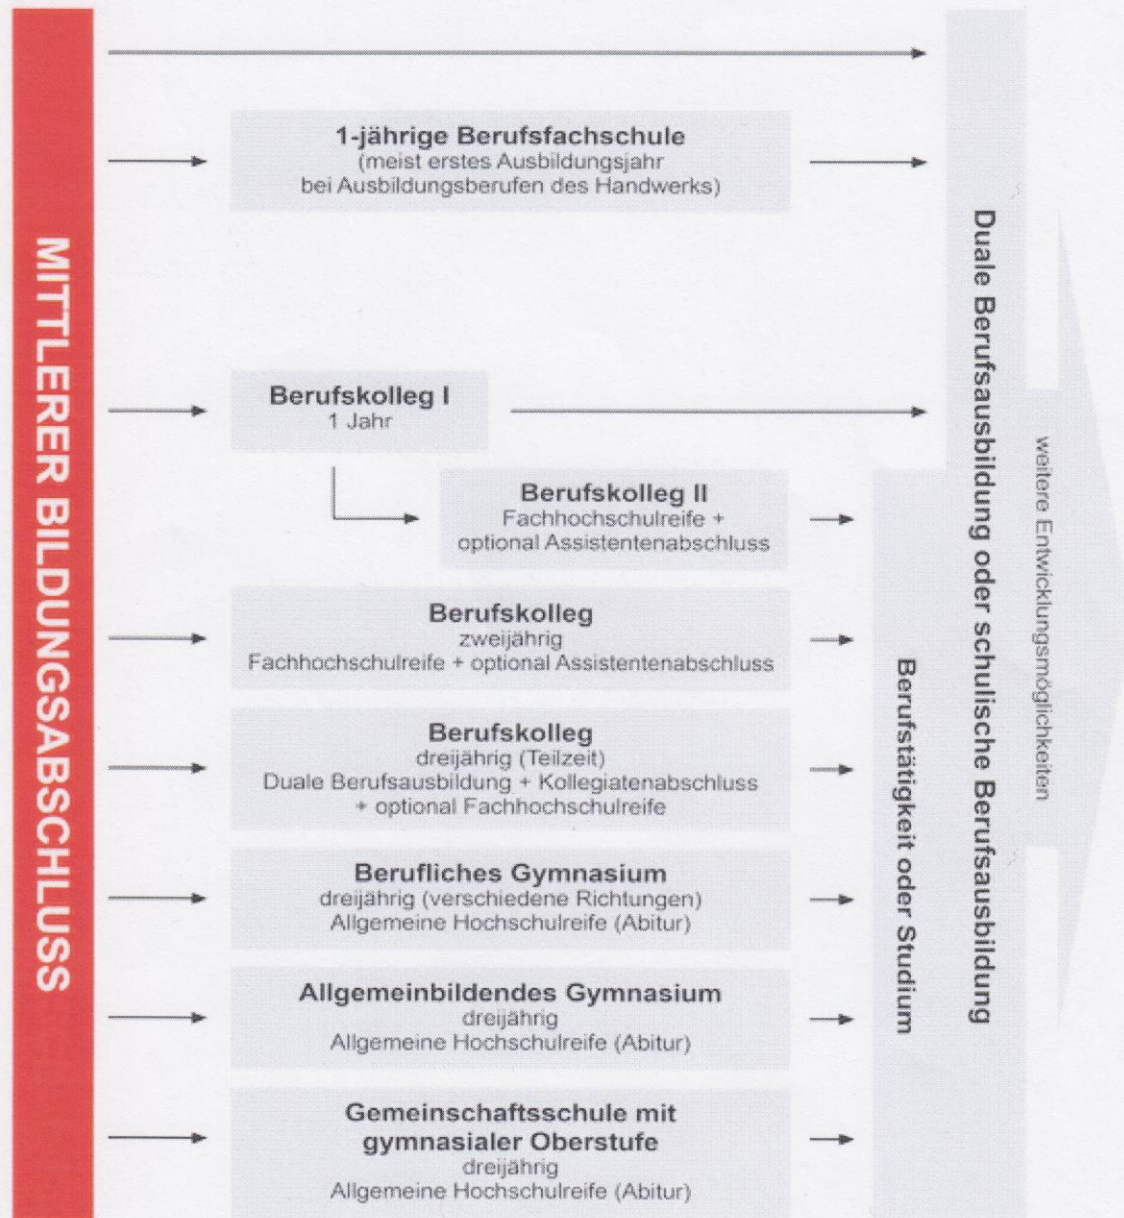 MITTLERER BILDUNGSABSCHLUSS
1-jährige Berufsfachschule
(meist erstes Ausbildungsjahr
bei Ausbildungsberufen des Handwerks)
Berufskolleg I
1 Jahr
Berufskolleg II
Fachhochschulreife +
optional Assistentenabschluss
Berufskolleg
zweijährig
Fachhochschulreife + optional Assistentenabschluss
Berufskolleg
dreijährig (Teilzeit)
Duale Berufsausbildung + Kollegiatenabschluss
+ optional Fachhochschulreife
Berufliches Gymnasium
dreijährig (verschiedene Richtungen)
Allgemeine Hochschulreife (Abitur)
Allgemeinbildendes Gymnasium
dreijährig
Allgemeine Hochschulreife (Abitur)
Gemeinschaftsschule mit
gymnasialer Oberstufe
dreijährig
Allgemeine Hochschulreife (Abitur)
Berufstätigkeit oder Studium
Duale Berufsausbildung oder schulische Berufsausbildung
weitere Entwicklungsmöglichkeiten